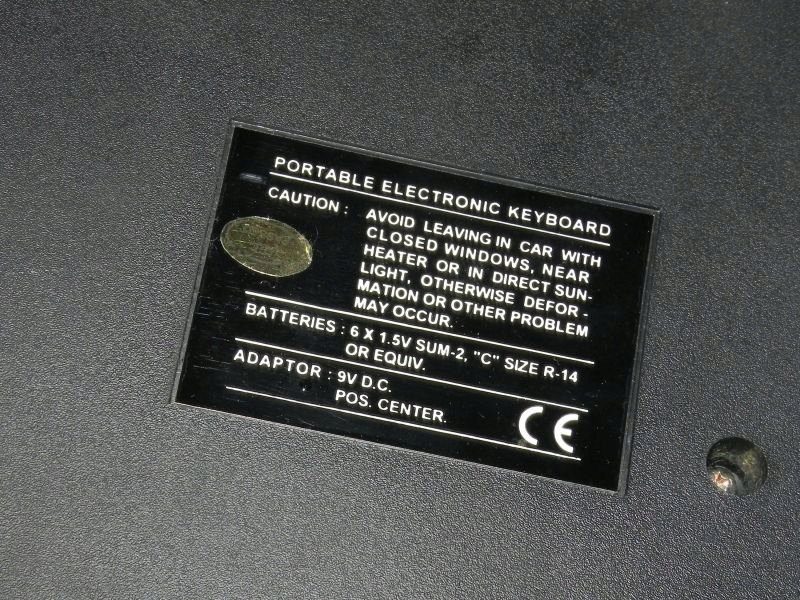 PORTABLE ELECTRONIC KEYBOARD
CAUTION : AVOID LEAVING IN CAR WITH
CLOSED WINDOWS, NEAR
HEATER OR IN DIRECT SUN-
LIGHT, OTHERWISE DEFOR-
MATION OR OTHER PROBLEM
MAY OCCUR.
BATTERIES : 6 X 1.5V SUM-2, "C" SIZE R-14
OR EQUIV.
ADAPTOR : 9V D.C.
POS. CENTER.
CE